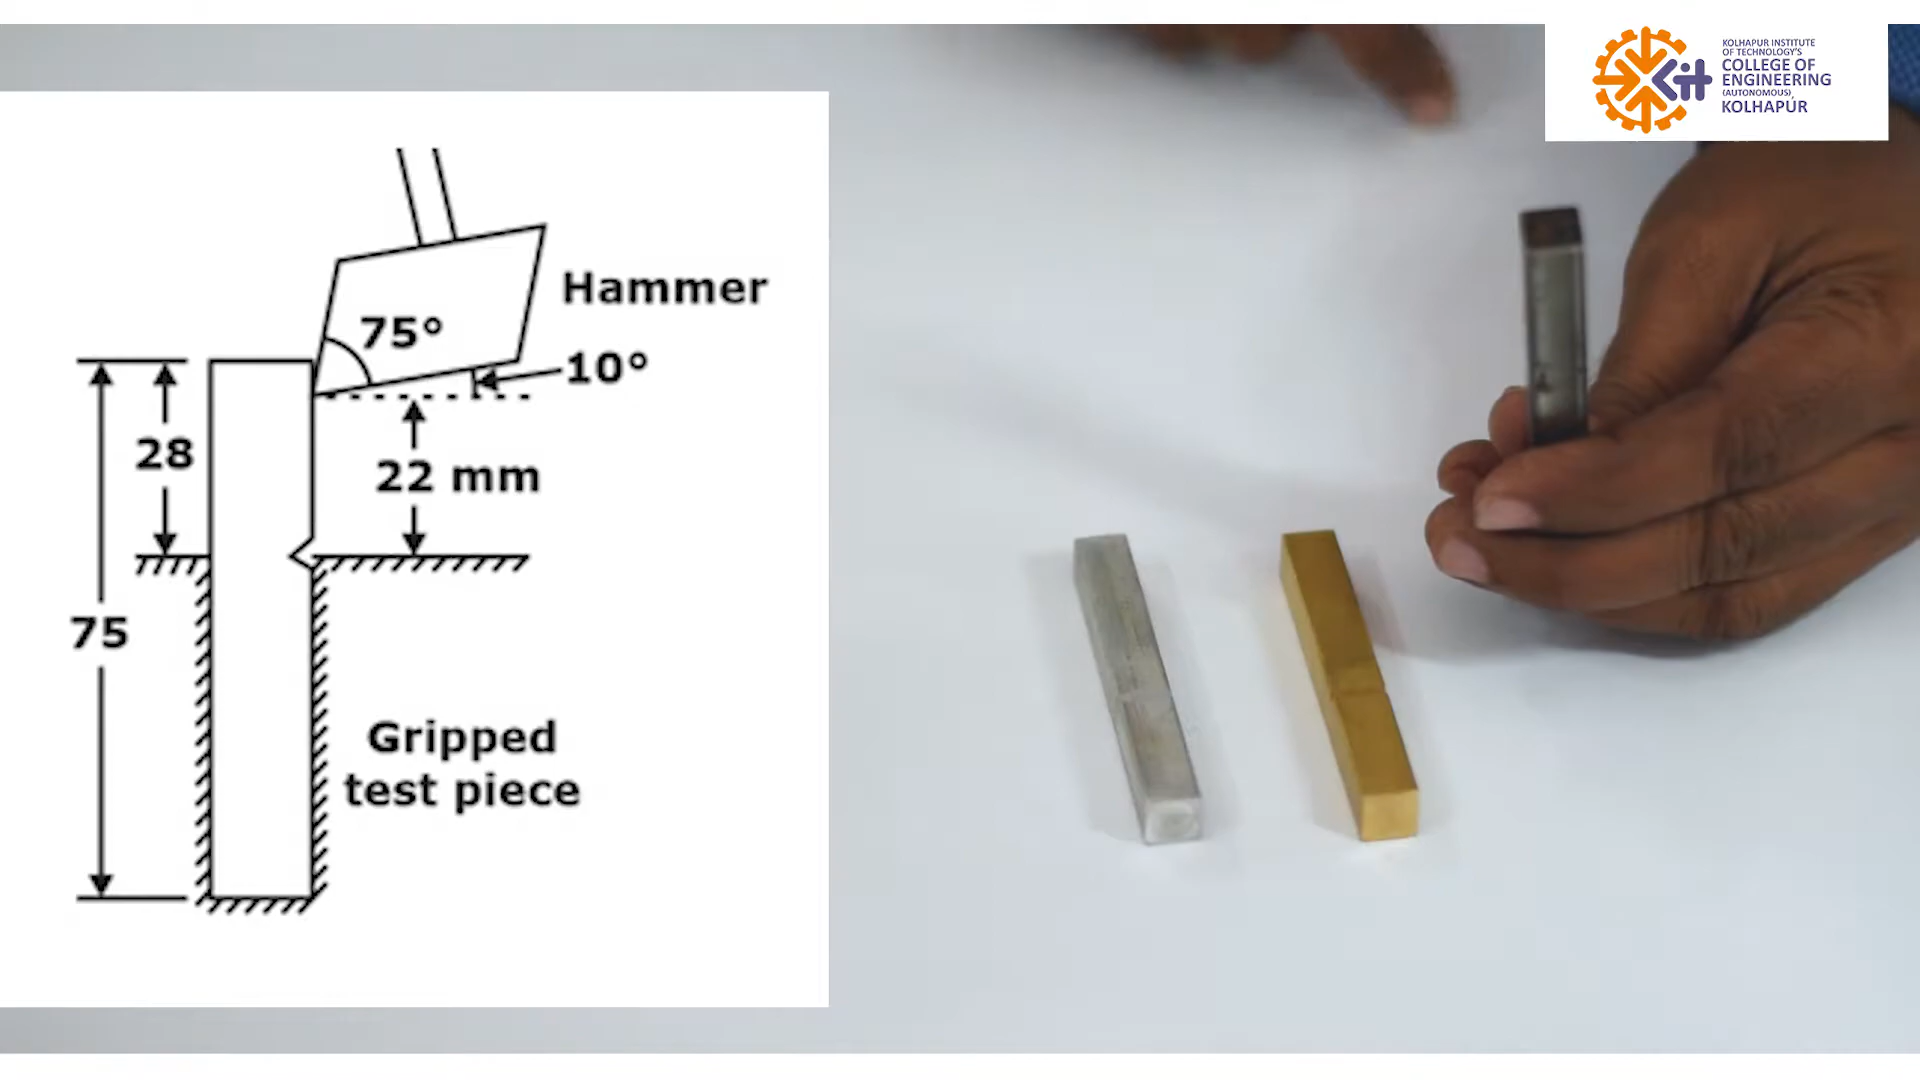 Hammer
75°
10°
28
22 mm
75
Gripped
test piece
KOLHAPUR INSTITUTE
OF TECHNOLOGY'S
COLLEGE OF
ENGINEERING
(AUTONOMOUS)
KOLHAPUR
kit